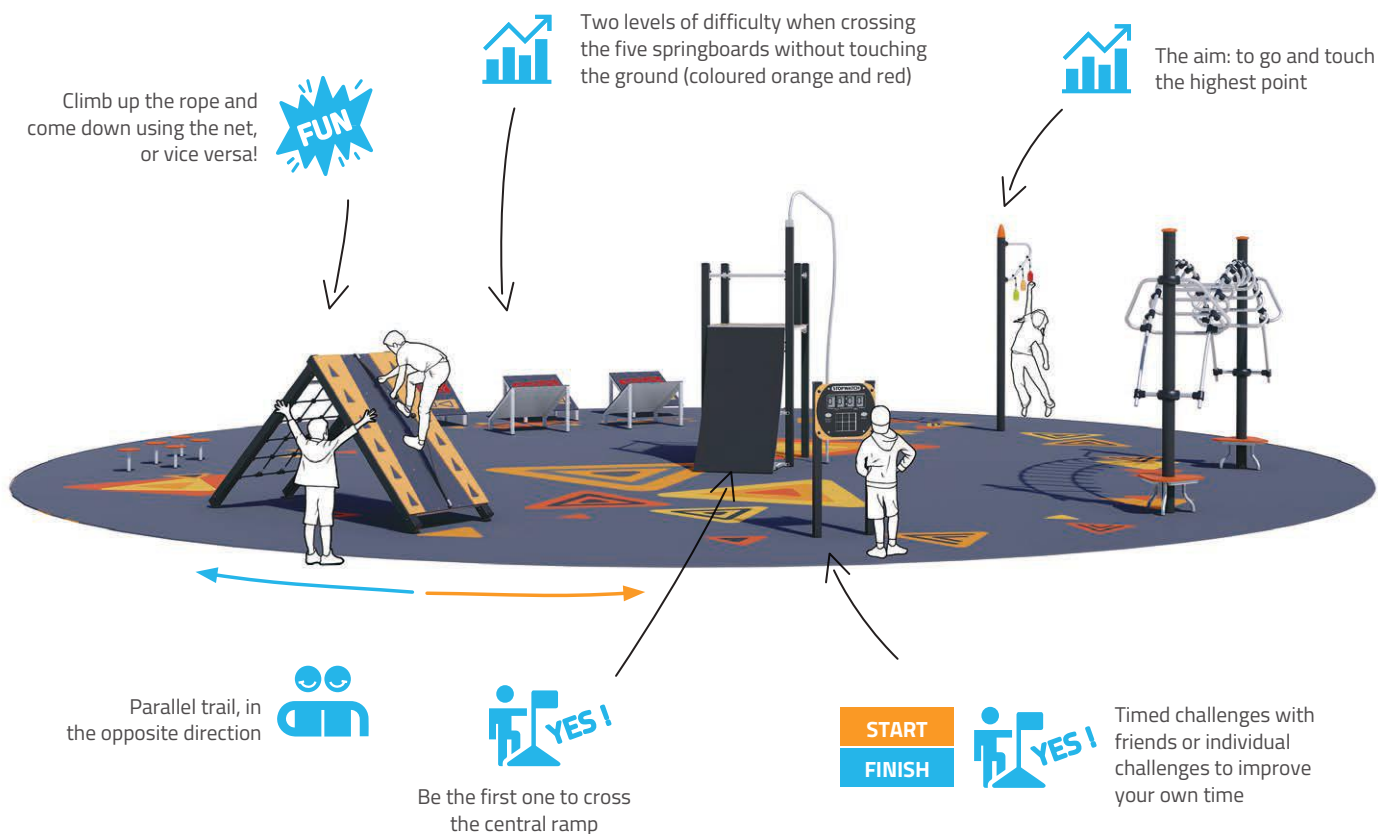 Two levels of difficulty when crossing
the five springboards without touching
the ground (coloured orange and red)
The aim: to go and touch
the highest point
Climb up the rope and
come down using the net,
or vice versa!
FUN
STOPWATCH
Parallel trail, in
the opposite direction
YES !
Be the first one to cross
the central ramp
START
FINISH
YES !
Timed challenges with
friends or individual
challenges to improve
your own time